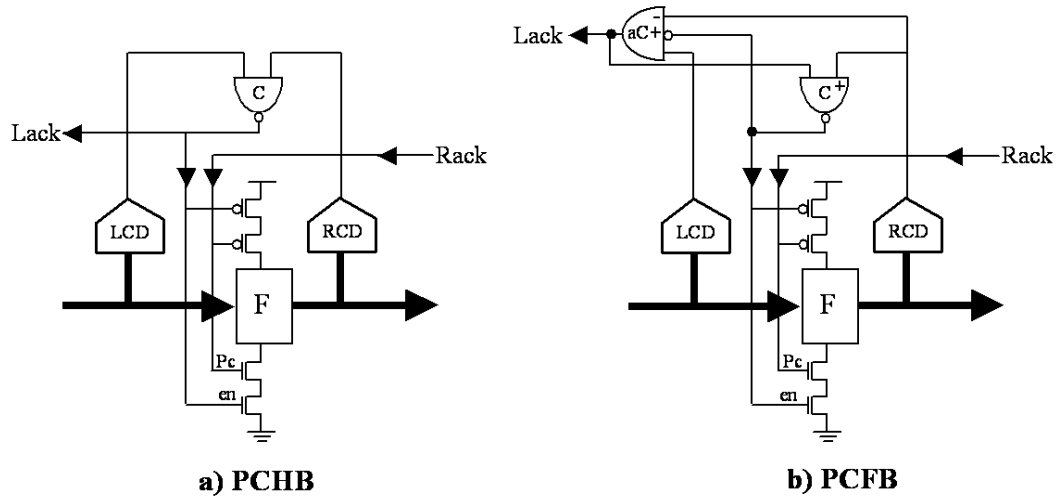 C
Lack
Rack
LCD
RCD
F
Pc
en
a) PCHB
-
aC+
Lack
C+
Rack
LCD
RCD
F
Pc
en
b) PCFB